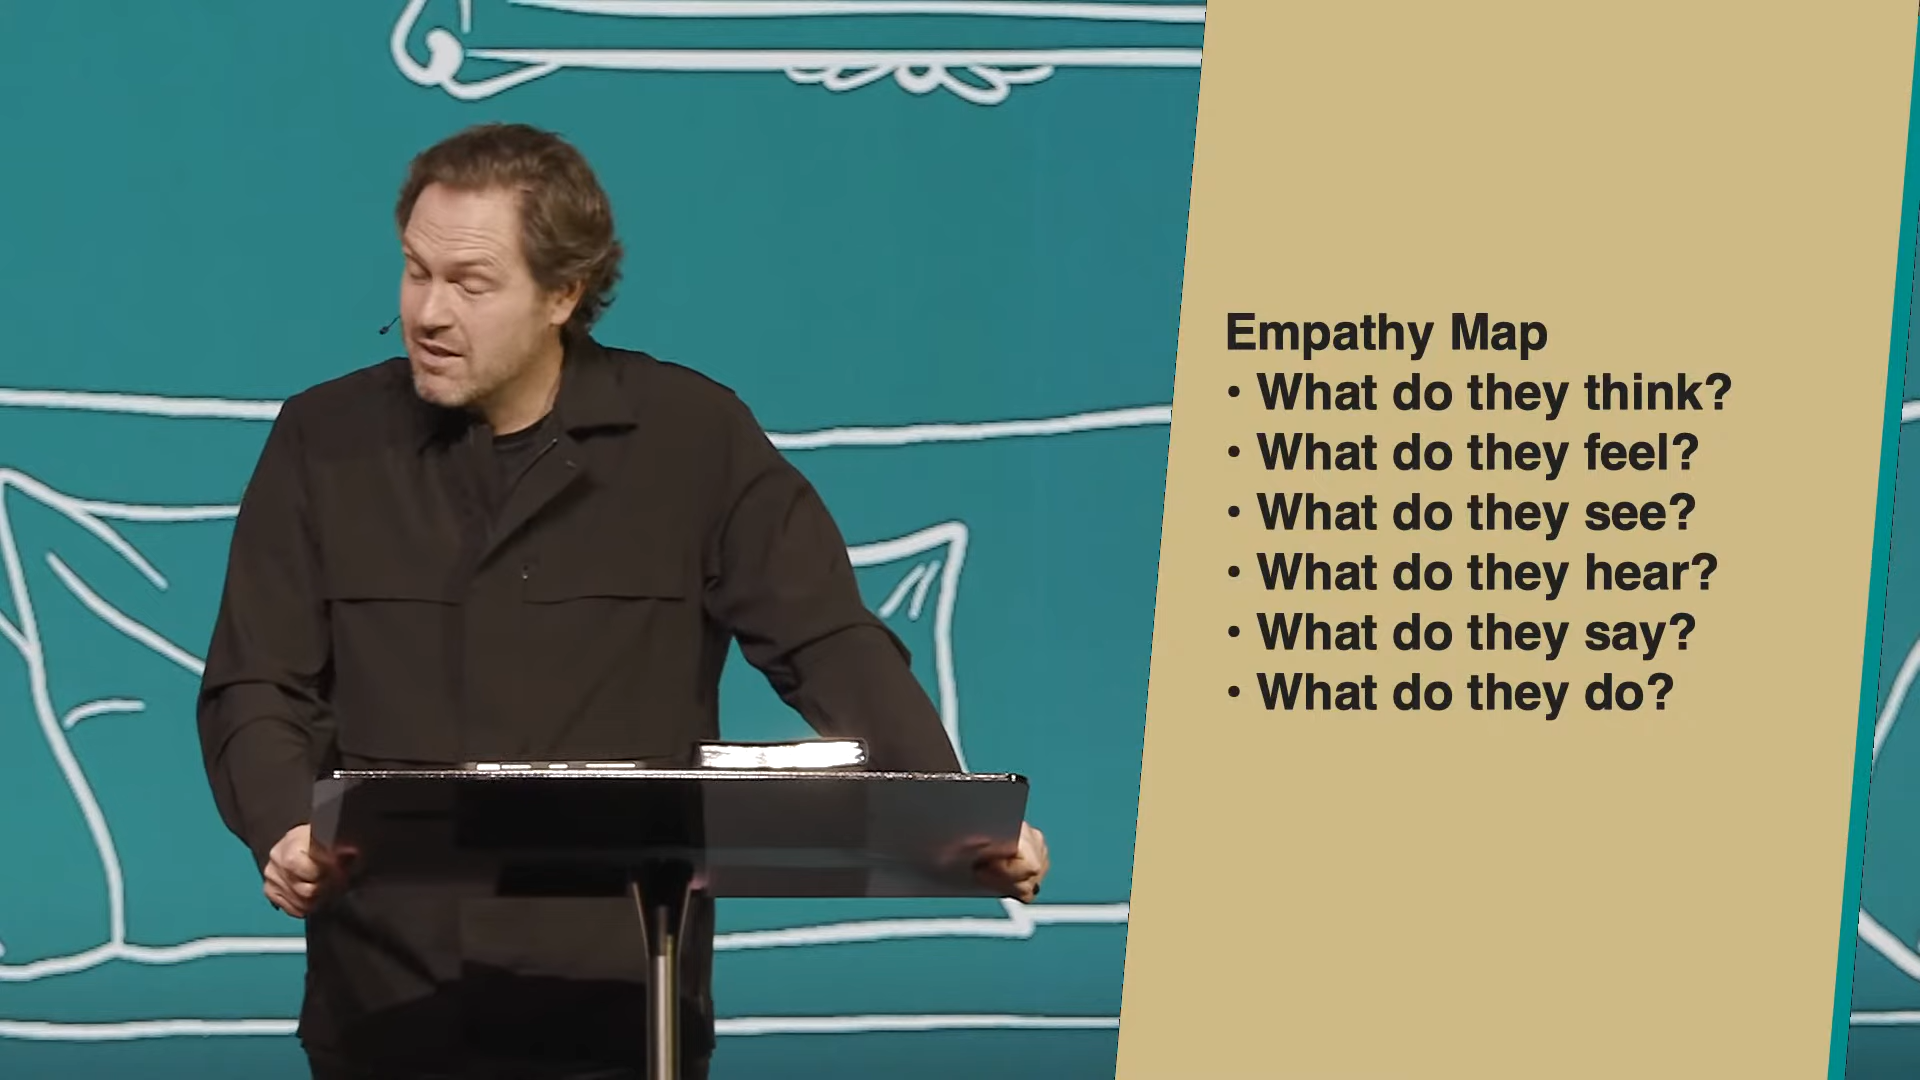 Empathy Map
• What do they think?
• What do they feel?
• What do they see?
• What do they hear?
• What do they say?
• What do they do?